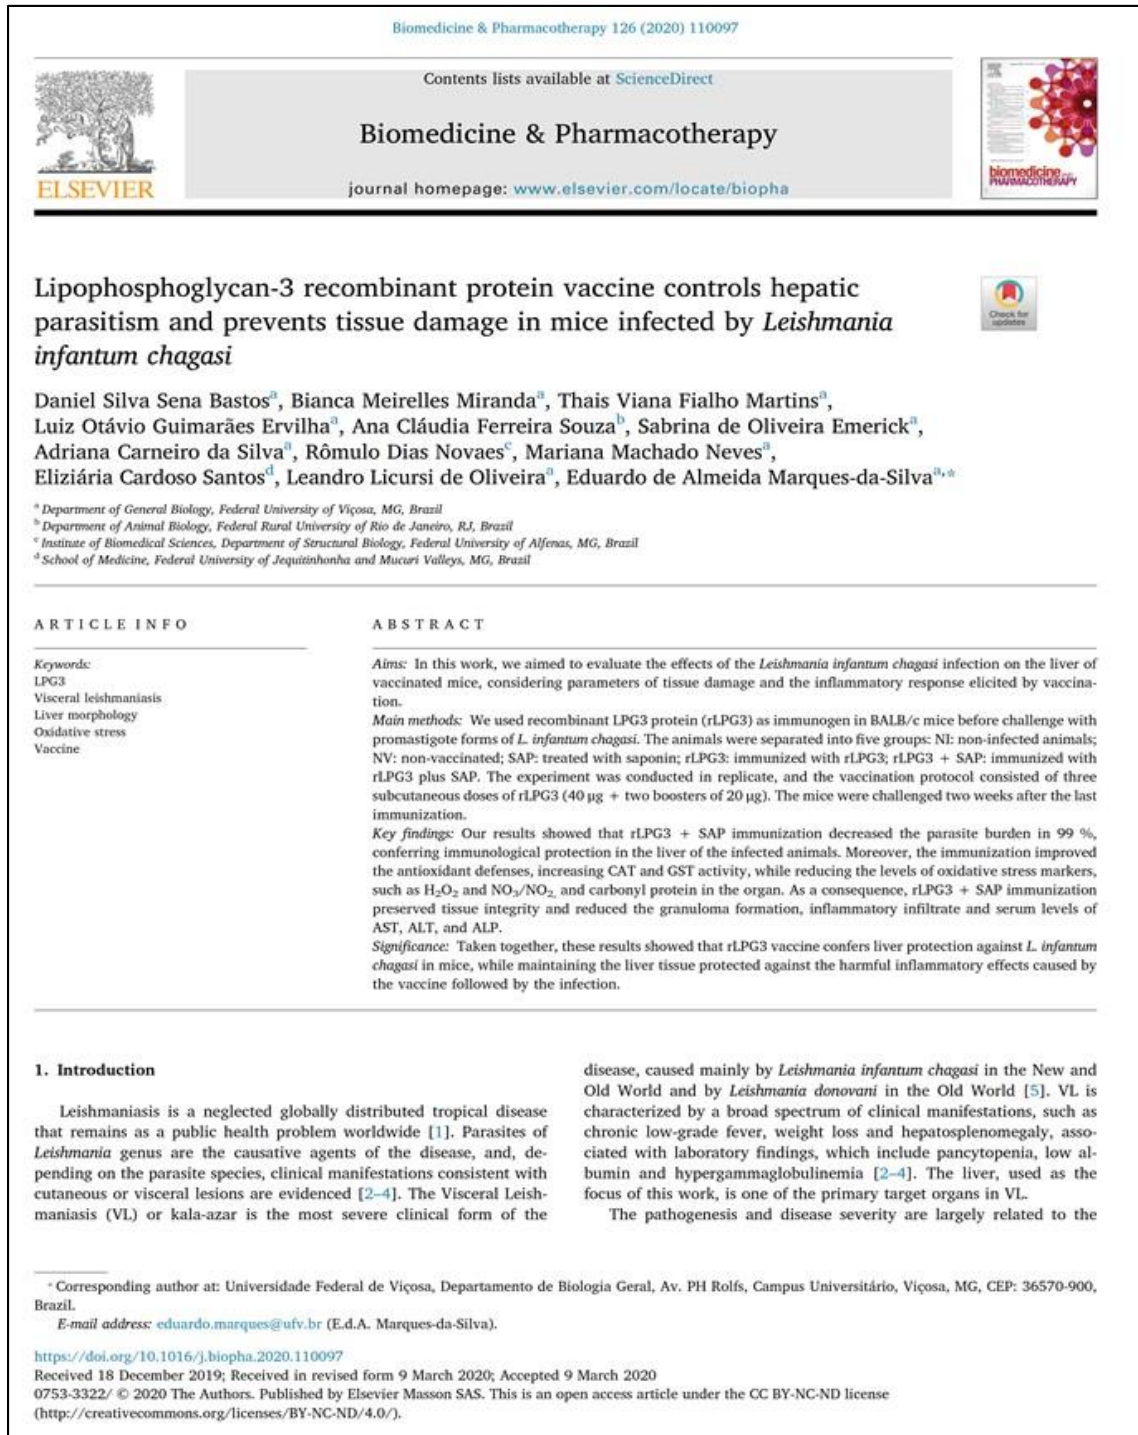 Biomedicine & Pharmacotherapy 126 (2020) 110097
Contents lists available at ScienceDirect
Biomedicine & Pharmacotherapy
journal homepage: www.elsevier.com/locate/biopha
ELSEVIER
biomedicine
PHARMACOTHERAPY
Lipophosphoglycan-3 recombinant protein vaccine controls hepatic
parasitism and prevents tissue damage in mice infected by Leishmania
infantum chagasi
Check for
updates
Daniel Silva Sena Bastosᵃ, Bianca Meirelles Mirandaᵃ, Thais Viana Fialho Martinsᵃ,
Luiz Otávio Guimarães Ervilhaᵃ, Ana Cláudia Ferreira Souzaᵇ, Sabrina de Oliveira Emerickᵃ,
Adriana Carneiro da Silvaᵃ, Rômulo Dias Novaesᶜ, Mariana Machado Nevesᵃ,
Eliziária Cardoso Santosᵈ, Leandro Licursi de Oliveiraᵃ, Eduardo de Almeida Marques-da-Silvaᵃ,*
ᵃ Department of General Biology, Federal University of Viçosa, MG, Brazil
ᵇ Department of Animal Biology, Federal Rural University of Rio de Janeiro, RJ, Brazil
ᶜ Institute of Biomedical Sciences, Department of Structural Biology, Federal University of Alfenas, MG, Brazil
ᵈ School of Medicine, Federal University of Jequitinhonha and Mucuri Valleys, MG, Brazil
ARTICLE INFO
Keywords:
LPG3
Visceral leishmaniasis
Liver morphology
Oxidative stress
Vaccine
ABSTRACT
Aims: In this work, we aimed to evaluate the effects of the Leishmania infantum chagasi infection on the liver of
vaccinated mice, considering parameters of tissue damage and the inflammatory response elicited by vaccina-
tion.
Main methods: We used recombinant LPG3 protein (rLPG3) as immunogen in BALB/c mice before challenge with
promastigote forms of L. infantum chagasi. The animals were separated into five groups: NI: non-infected animals;
NV: non-vaccinated; SAP: treated with saponin; rLPG3: immunized with rLPG3; rLPG3 + SAP: immunized with
rLPG3 plus SAP. The experiment was conducted in replicate, and the vaccination protocol consisted of three
subcutaneous doses of rLPG3 (40 μg + two boosters of 20 μg). The mice were challenged two weeks after the last
immunization.
Key findings: Our results showed that rLPG3 + SAP immunization decreased the parasite burden in 99 %,
conferring immunological protection in the liver of the infected animals. Moreover, the immunization improved
the antioxidant defenses, increasing CAT and GST activity, while reducing the levels of oxidative stress markers,
such as H₂O₂ and NO₃/NO₂, and carbonyl protein in the organ. As a consequence, rLPG3 + SAP immunization
preserved tissue integrity and reduced the granuloma formation, inflammatory infiltrate and serum levels of
AST, ALT, and ALP.
Significance: Taken together, these results showed that rLPG3 vaccine confers liver protection against L. infantum
chagasi in mice, while maintaining the liver tissue protected against the harmful inflammatory effects caused by
the vaccine followed by the infection.
1. Introduction
Leishmaniasis is a neglected globally distributed tropical disease
that remains as a public health problem worldwide [1]. Parasites of
Leishmania genus are the causative agents of the disease, and, de-
pending on the parasite species, clinical manifestations consistent with
cutaneous or visceral lesions are evidenced [2–4]. The Visceral Leish-
maniasis (VL) or kala-azar is the most severe clinical form of the
disease, caused mainly by Leishmania infantum chagasi in the New and
Old World and by Leishmania donovani in the Old World [5]. VL is
characterized by a broad spectrum of clinical manifestations, such as
chronic low-grade fever, weight loss and hepatosplenomegaly, asso-
ciated with laboratory findings, which include pancytopenia, low al-
bumin and hypergammaglobulinemia [2–4]. The liver, used as the
focus of this work, is one of the primary target organs in VL.
The pathogenesis and disease severity are largely related to the
* Corresponding author at: Universidade Federal de Viçosa, Departamento de Biologia Geral, Av. PH Rolfs, Campus Universitário, Viçosa, MG, CEP: 36570-900,
Brazil.
E-mail address: eduardo.marques@ufv.br (E.d.A. Marques-da-Silva).
https://doi.org/10.1016/j.biopha.2020.110097
Received 18 December 2019; Received in revised form 9 March 2020; Accepted 9 March 2020
0753-3322/ © 2020 The Authors. Published by Elsevier Masson SAS. This is an open access article under the CC BY-NC-ND license
(http://creativecommons.org/licenses/BY-NC-ND/4.0/).